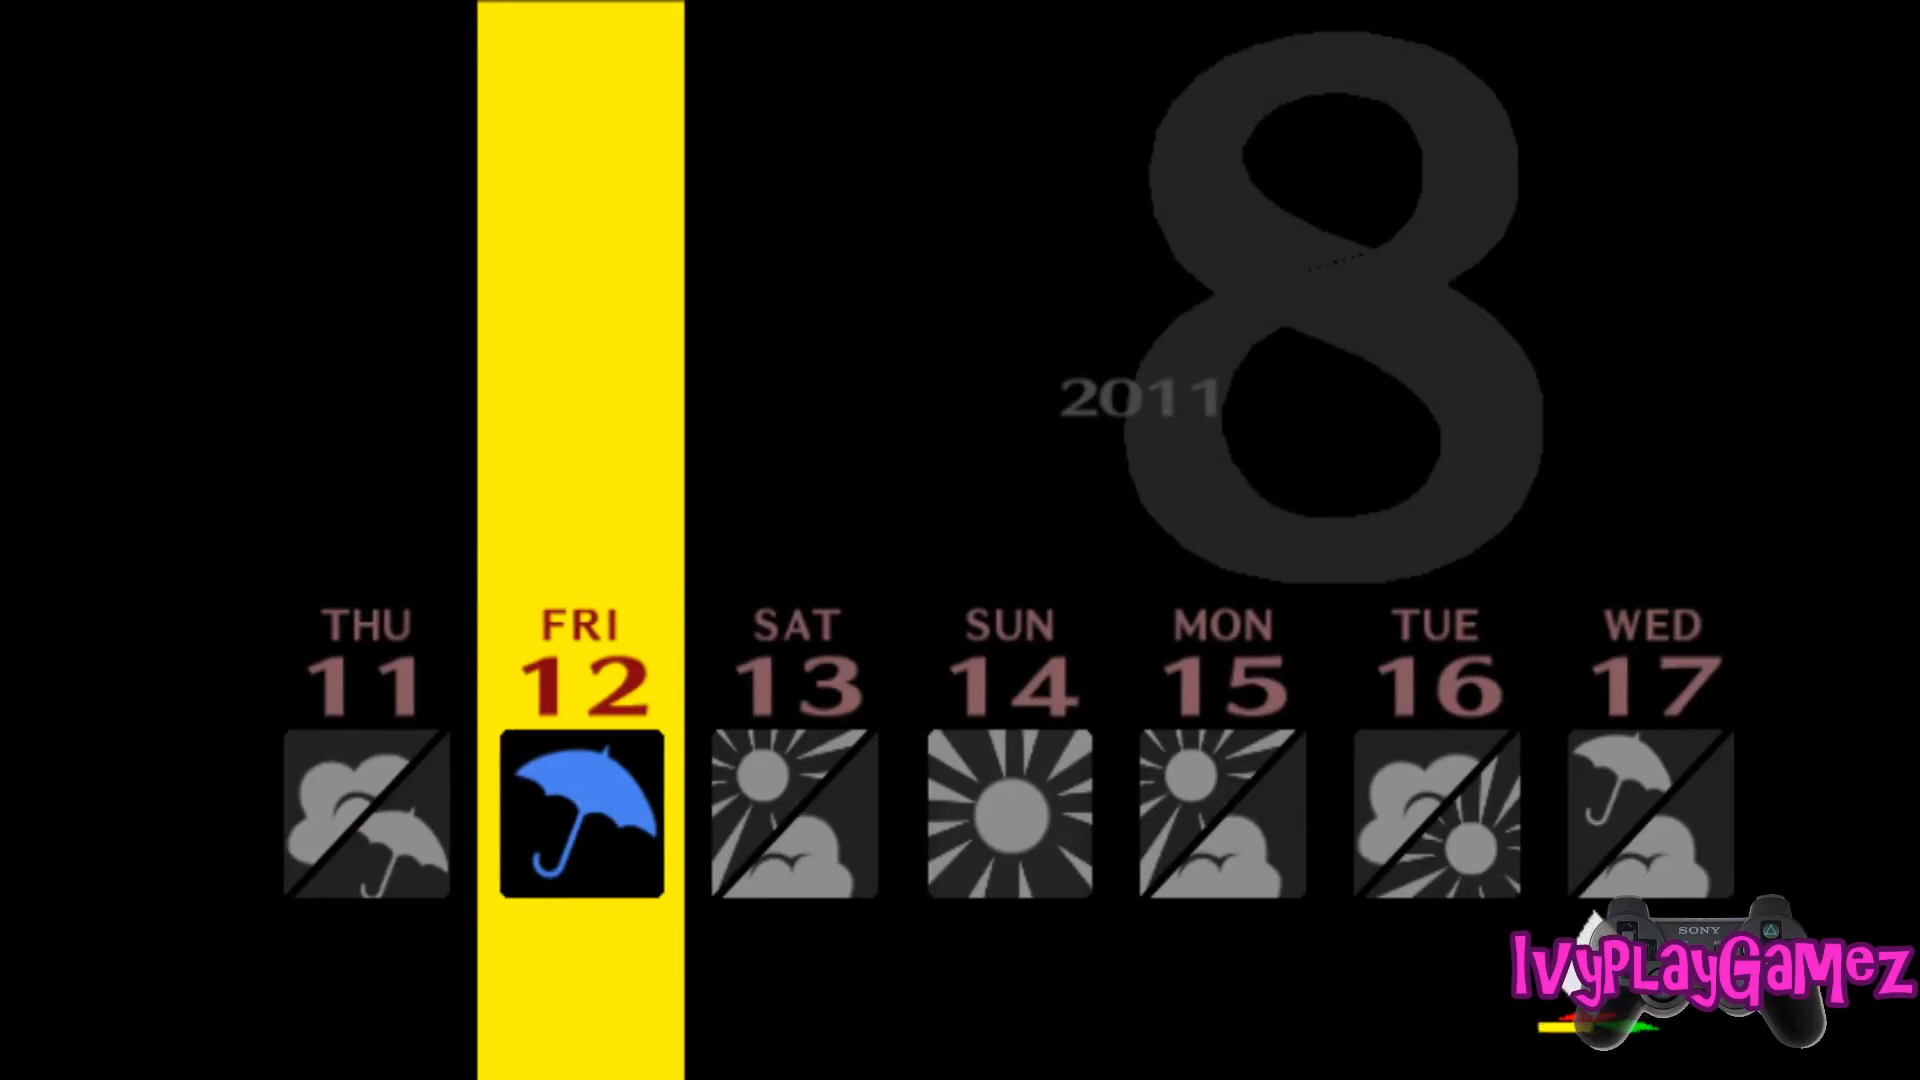 8
2011
THU FRI SAT SUN MON TUE WED
11 12 13 14 15 16 17
SONY
IvyPlayGamez